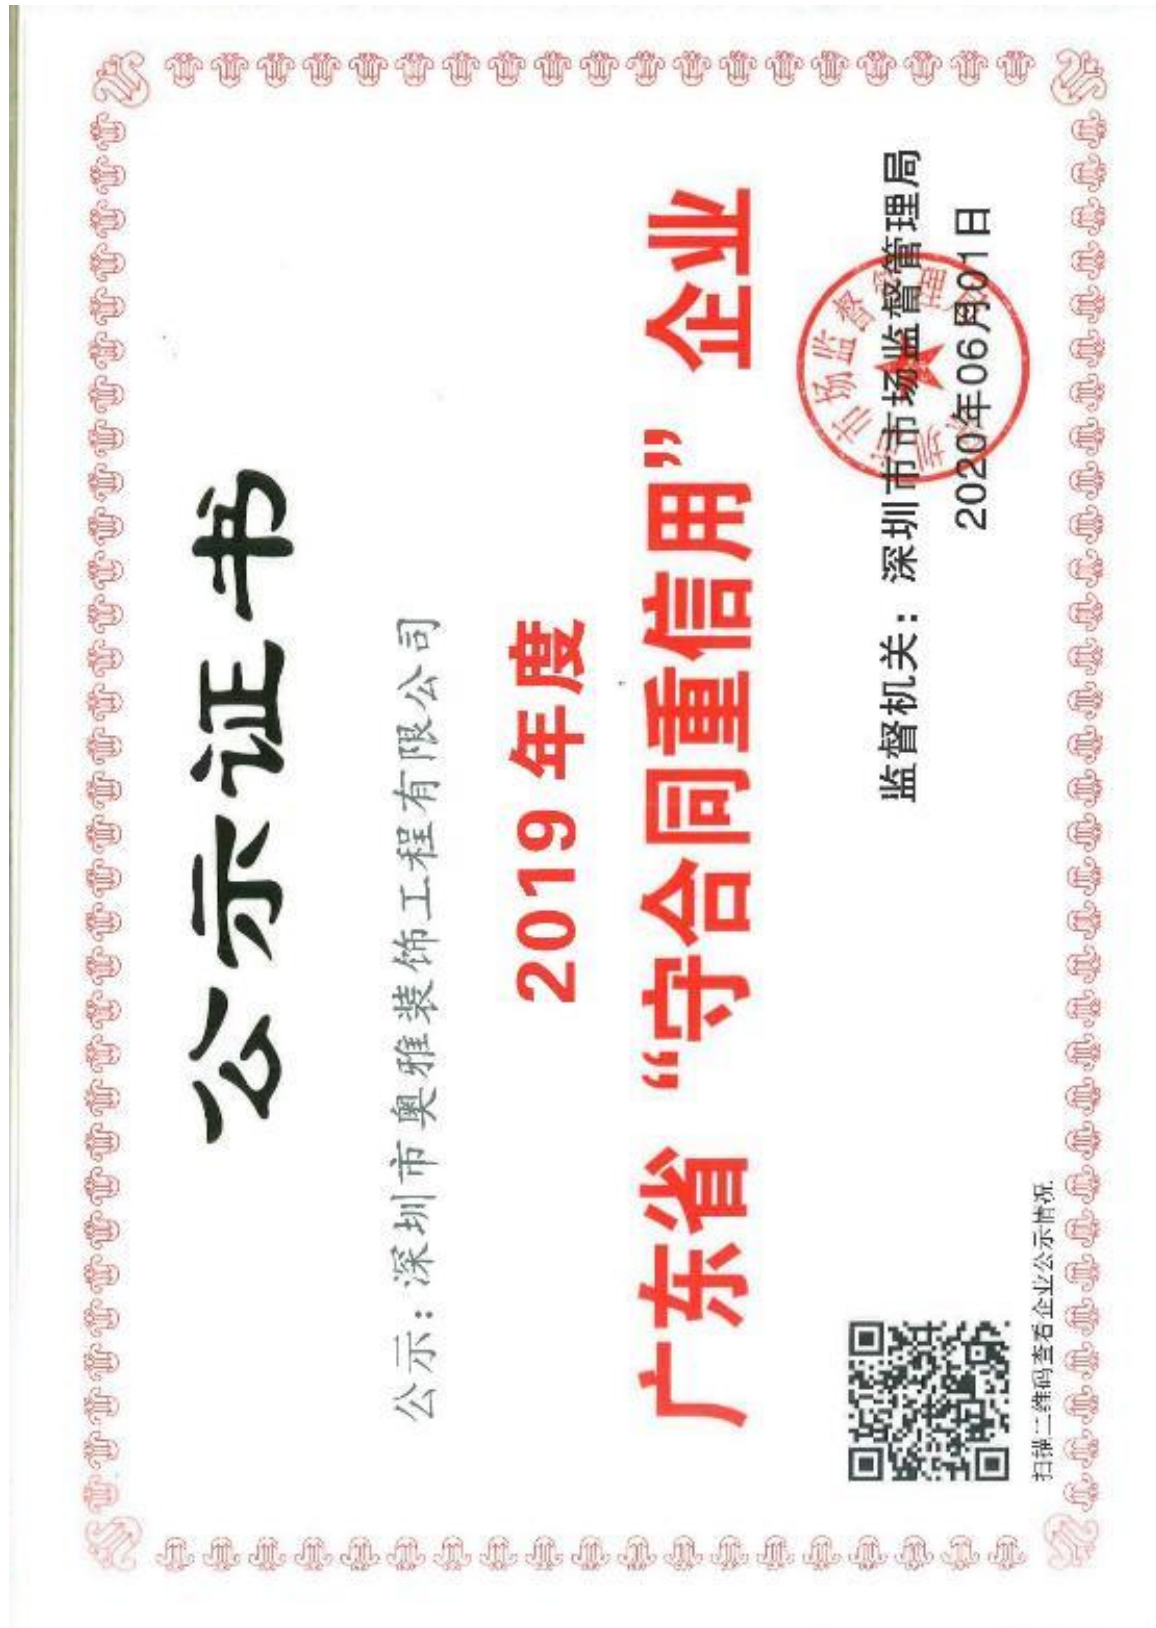 公示证书
公示：深圳市奥雅装饰工程有限公司
2019年度
广东省“守合同重信用”企业
监督机关：深圳市市场监督管理局
2020年06月01日
扫描二维码查看企业公示情况